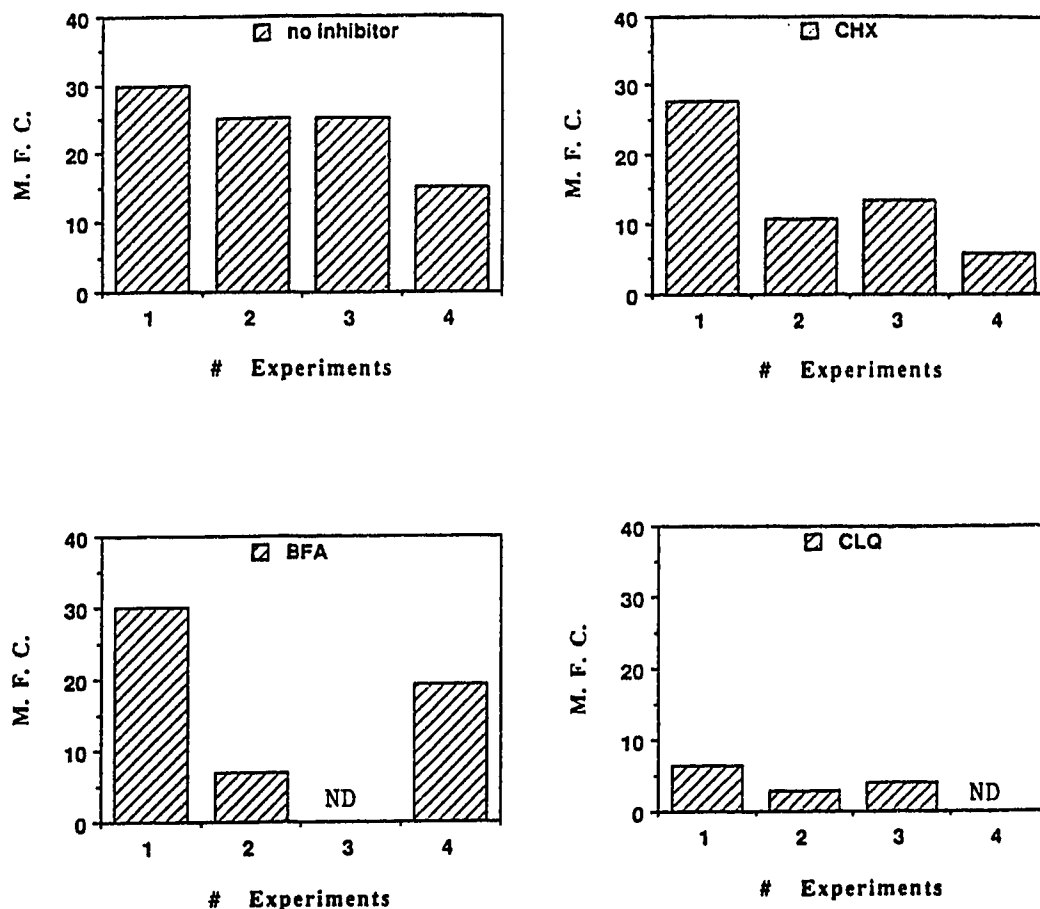 no inhibitor
M. F. C.
40
30
20
10
0
1 2 3 4
# Experiments
CHX
M. F. C.
40
30
20
10
0
1 2 3 4
# Experiments
BFA
M. F. C.
40
30
20
10
0
ND
1 2 3 4
# Experiments
CLQ
M. F. C.
40
30
20
10
0
ND
1 2 3 4
# Experiments